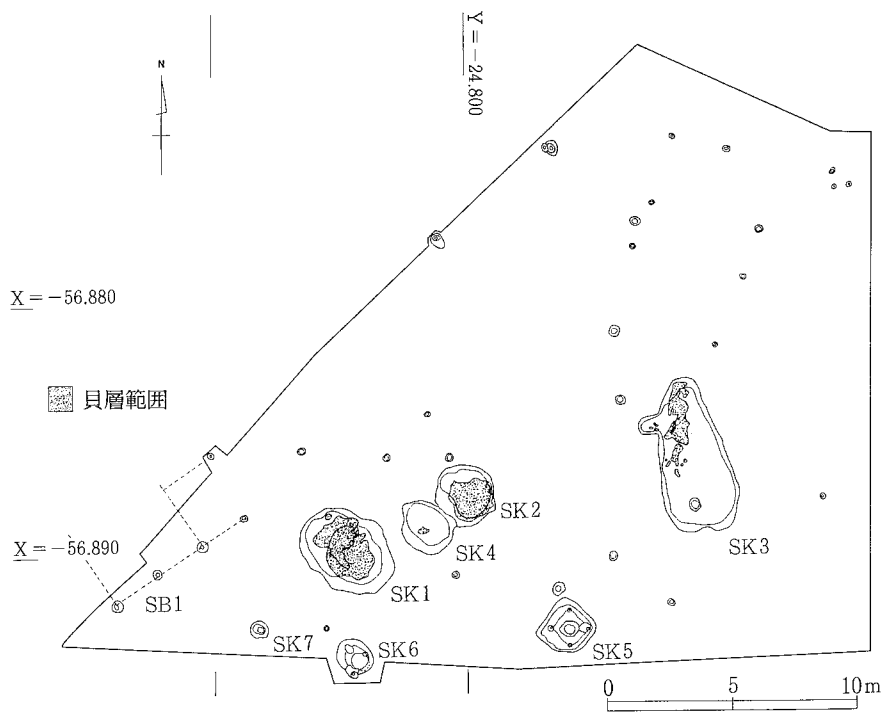 Y = −24.800
N
X = −56.880
貝層範囲
SK2
SK4
SK3
X = −56.890
SK1
SB1
SK7
SK6
SK5
0 5 10m